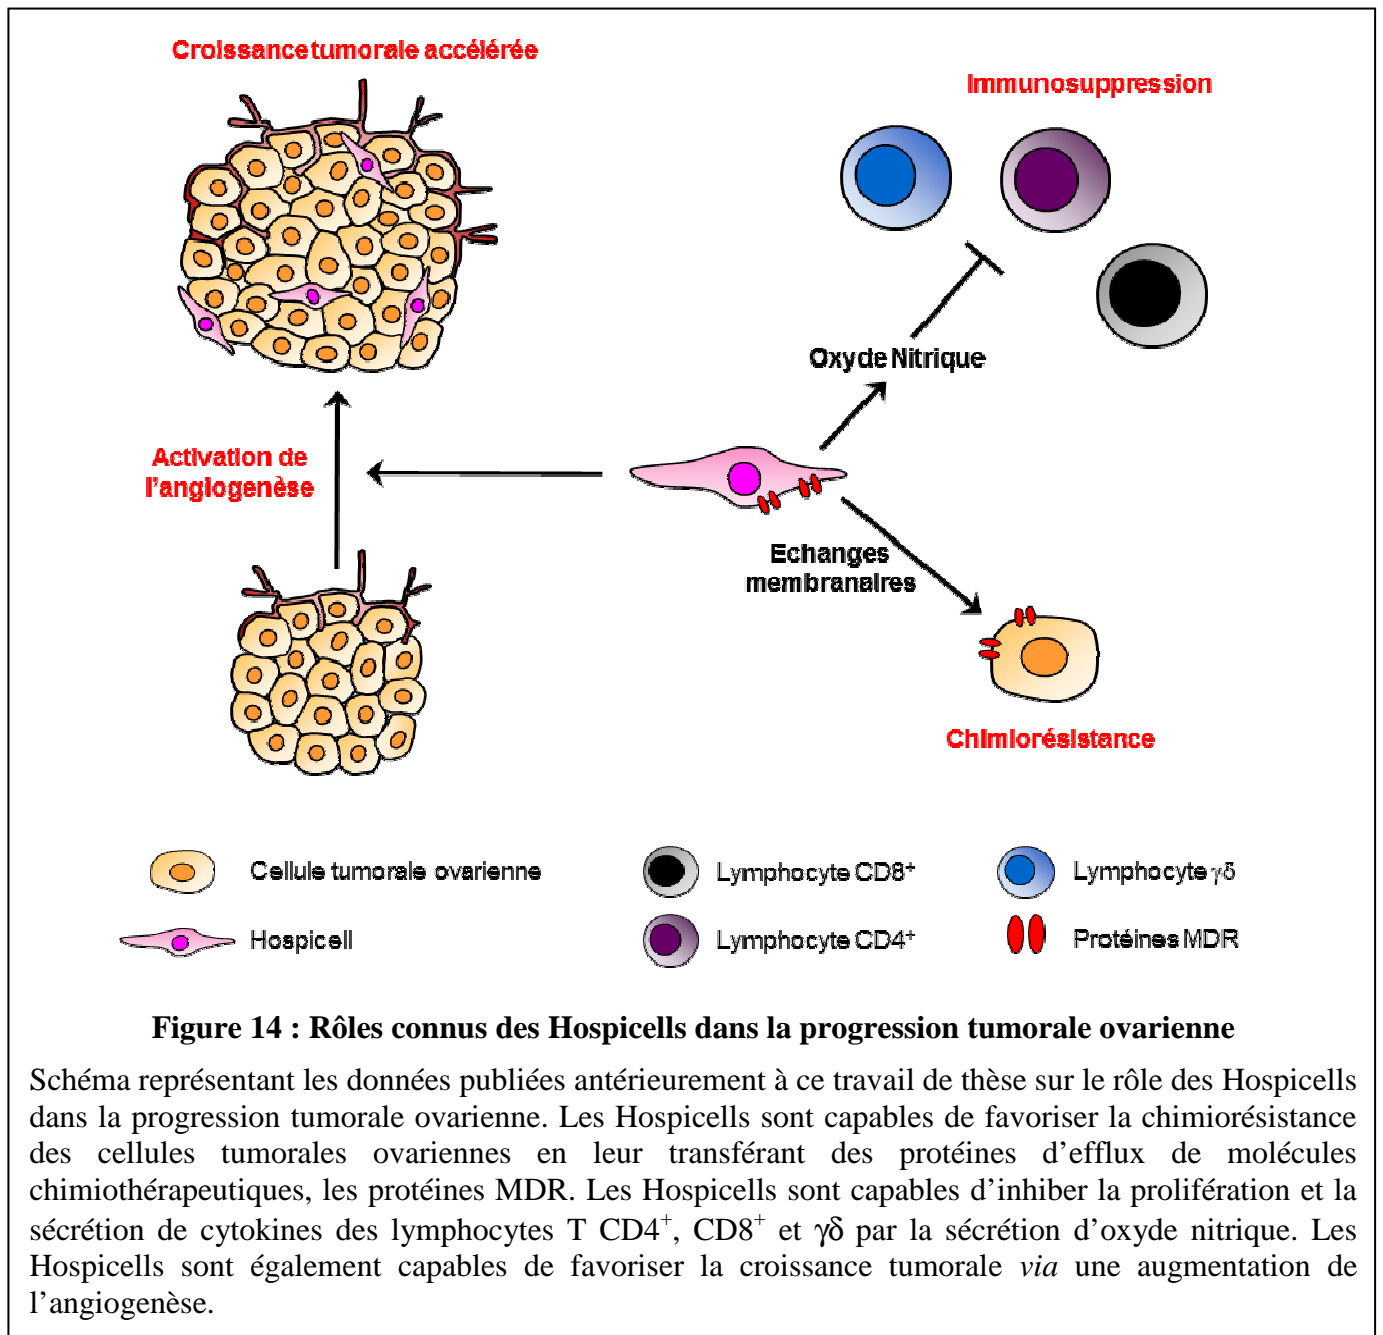 Croissance tumorale accélérée
Immunosuppression
Oxyde Nitrique
Activation de
l'angiogenèse
Echanges
membranaires
Chimiorésistance
Cellule tumorale ovarienne
Lymphocyte CD8⁺
Lymphocyte γδ
Hospicell
Lymphocyte CD4⁺
Protéines MDR
Figure 14 : Rôles connus des Hospicells dans la progression tumorale ovarienne
Schéma représentant les données publiées antérieurement à ce travail de thèse sur le rôle des Hospicells
dans la progression tumorale ovarienne. Les Hospicells sont capables de favoriser la chimiorésistance
des cellules tumorales ovariennes en leur transférant des protéines d’efflux de molécules
chimiothérapeutiques, les protéines MDR. Les Hospicells sont capables d’inhiber la prolifération et la
sécrétion de cytokines des lymphocytes T CD4⁺, CD8⁺ et γδ par la sécrétion d’oxyde nitrique. Les
Hospicells sont également capables de favoriser la croissance tumorale via une augmentation de
l’angiogenèse.